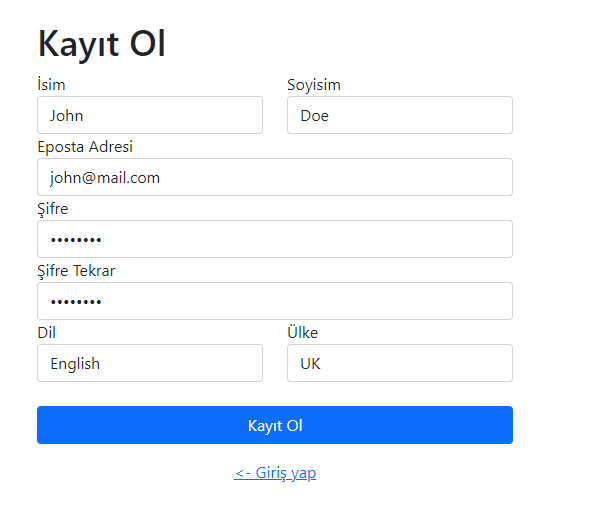 Kayıt Ol
İsim Soyisim
John Doe
Eposta Adresi
john@mail.com
Şifre
••••••••
Şifre Tekrar
••••••••
Dil Ülke
English UK
Kayıt Ol
<- Giriş yap